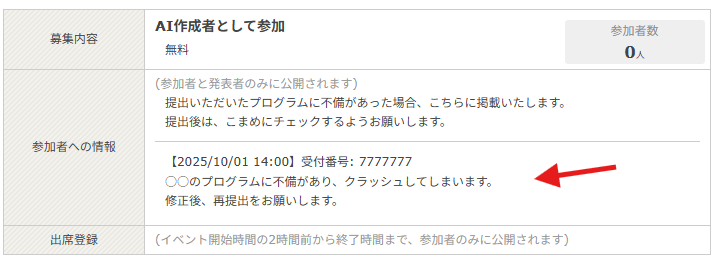 募集内容
AI作成者として参加
無料
参加者数
0人
参加者への情報
(参加者と発表者のみに公開されます)
提出いただいたプログラムに不備があった場合、こちらに掲載いたします。
提出後は、こまめにチェックするようお願いします。
【2025/10/01 14:00】受付番号: 7777777
〇〇のプログラムに不備があり、クラッシュしてしまいます。
修正後、再提出をお願いします。
出席登録
(イベント開始時間の2時間前から終了時間まで、参加者のみに公開されます)